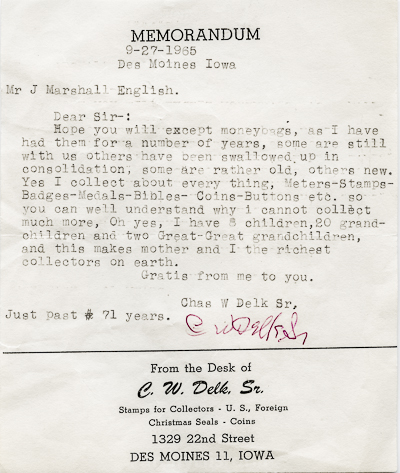 MEMORANDUM
9-27-1965
Des Moines Iowa
Mr J Marshall English.
Dear Sir-:
Hope you will except moneybags, as I have
had them for a number of years, some are still
with us others have been swallowed up in
consolidation, some are rather old, others new.
Yes I collect about every thing, Meters-Stamps-
Badges-Medals-Bibles- Coins-Buttons etc. so
you can well understand why i cannot collect
much more, Oh yes, I have 8 children,20 grand-
children and two Great-Great grandchildren,
and this makes mother and I the richest
collectors on earth.
Gratis from me to you.
Chas W Delk Sr,
Just past # 71 years.
C W Delk, Sr
From the Desk of
C. W. Delk, Sr.
Stamps for Collectors - U. S., Foreign
Christmas Seals - Coins
1329 22nd Street
DES MOINES 11, IOWA